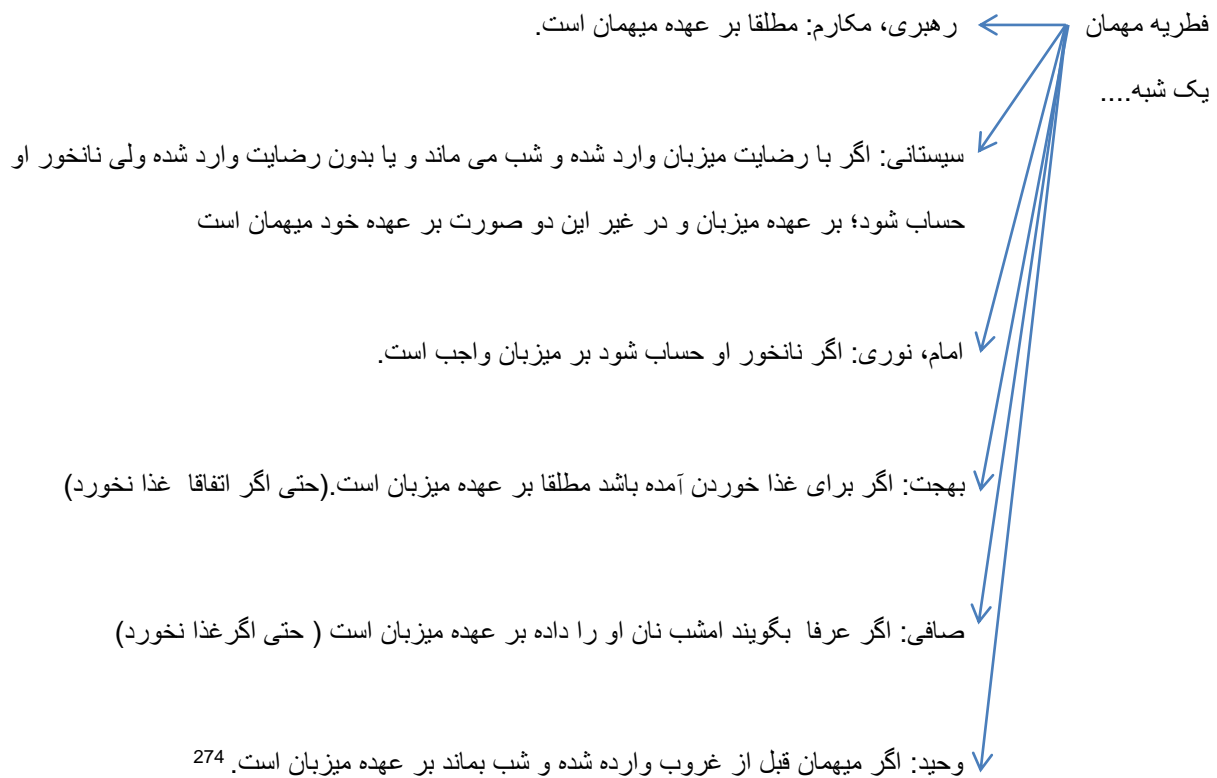 فطریه مهمان رهبری، مکارم: مطلقا بر عهده میهمان است.
یک شبه....
سیستانی: اگر با رضایت میزبان وارد شده و شب می ماند و یا بدون رضایت وارد شده ولی نانخور او
حساب شود؛ بر عهده میزبان و در غیر این دو صورت بر عهده خود میهمان است
امام، نوری: اگر نانخور او حساب شود بر میزبان واجب است.
بهجت: اگر برای غذا خوردن آمده باشد مطلقا بر عهده میزبان است.(حتی اگر اتفاقا غذا نخورد)
صافی: اگر عرفا بگویند امشب نان او را داده بر عهده میزبان است ( حتی اگرغذا نخورد)
وحید: اگر میهمان قبل از غروب وارده شده و شب بماند بر عهده میزبان است. 274